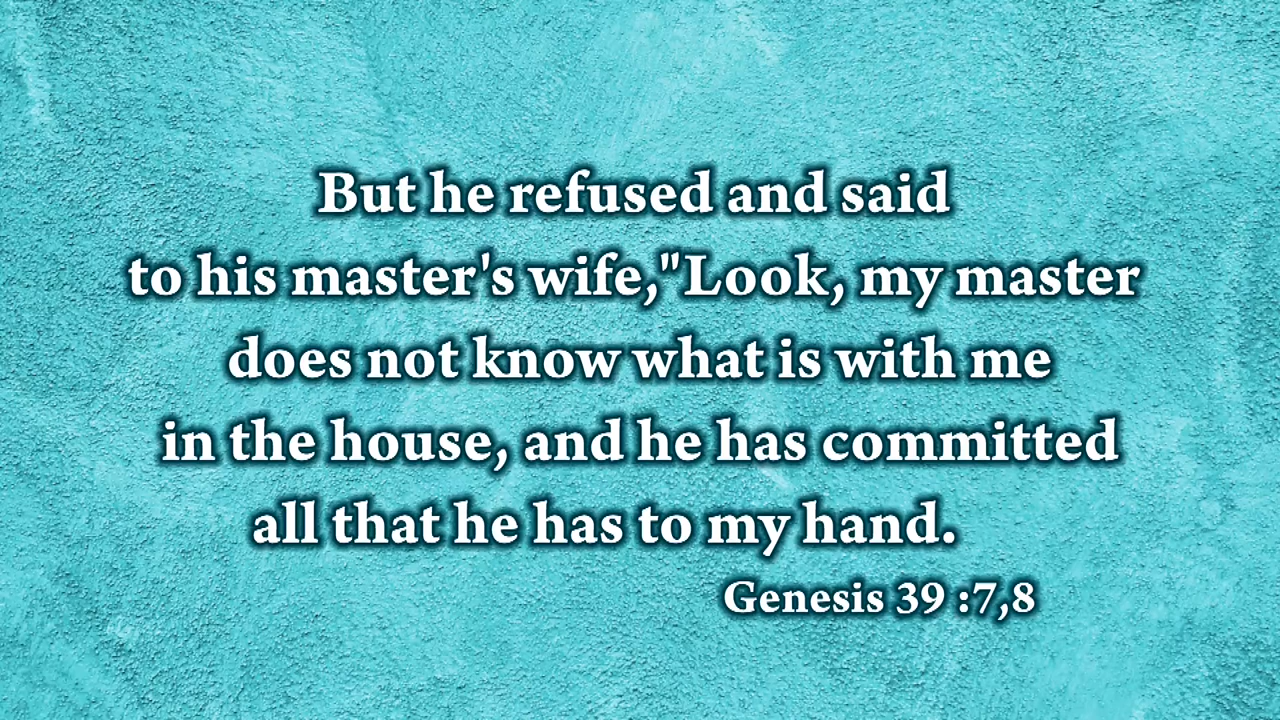 But he refused and said
to his master's wife,"Look, my master
does not know what is with me
in the house, and he has committed
all that he has to my hand.
Genesis 39 :7,8